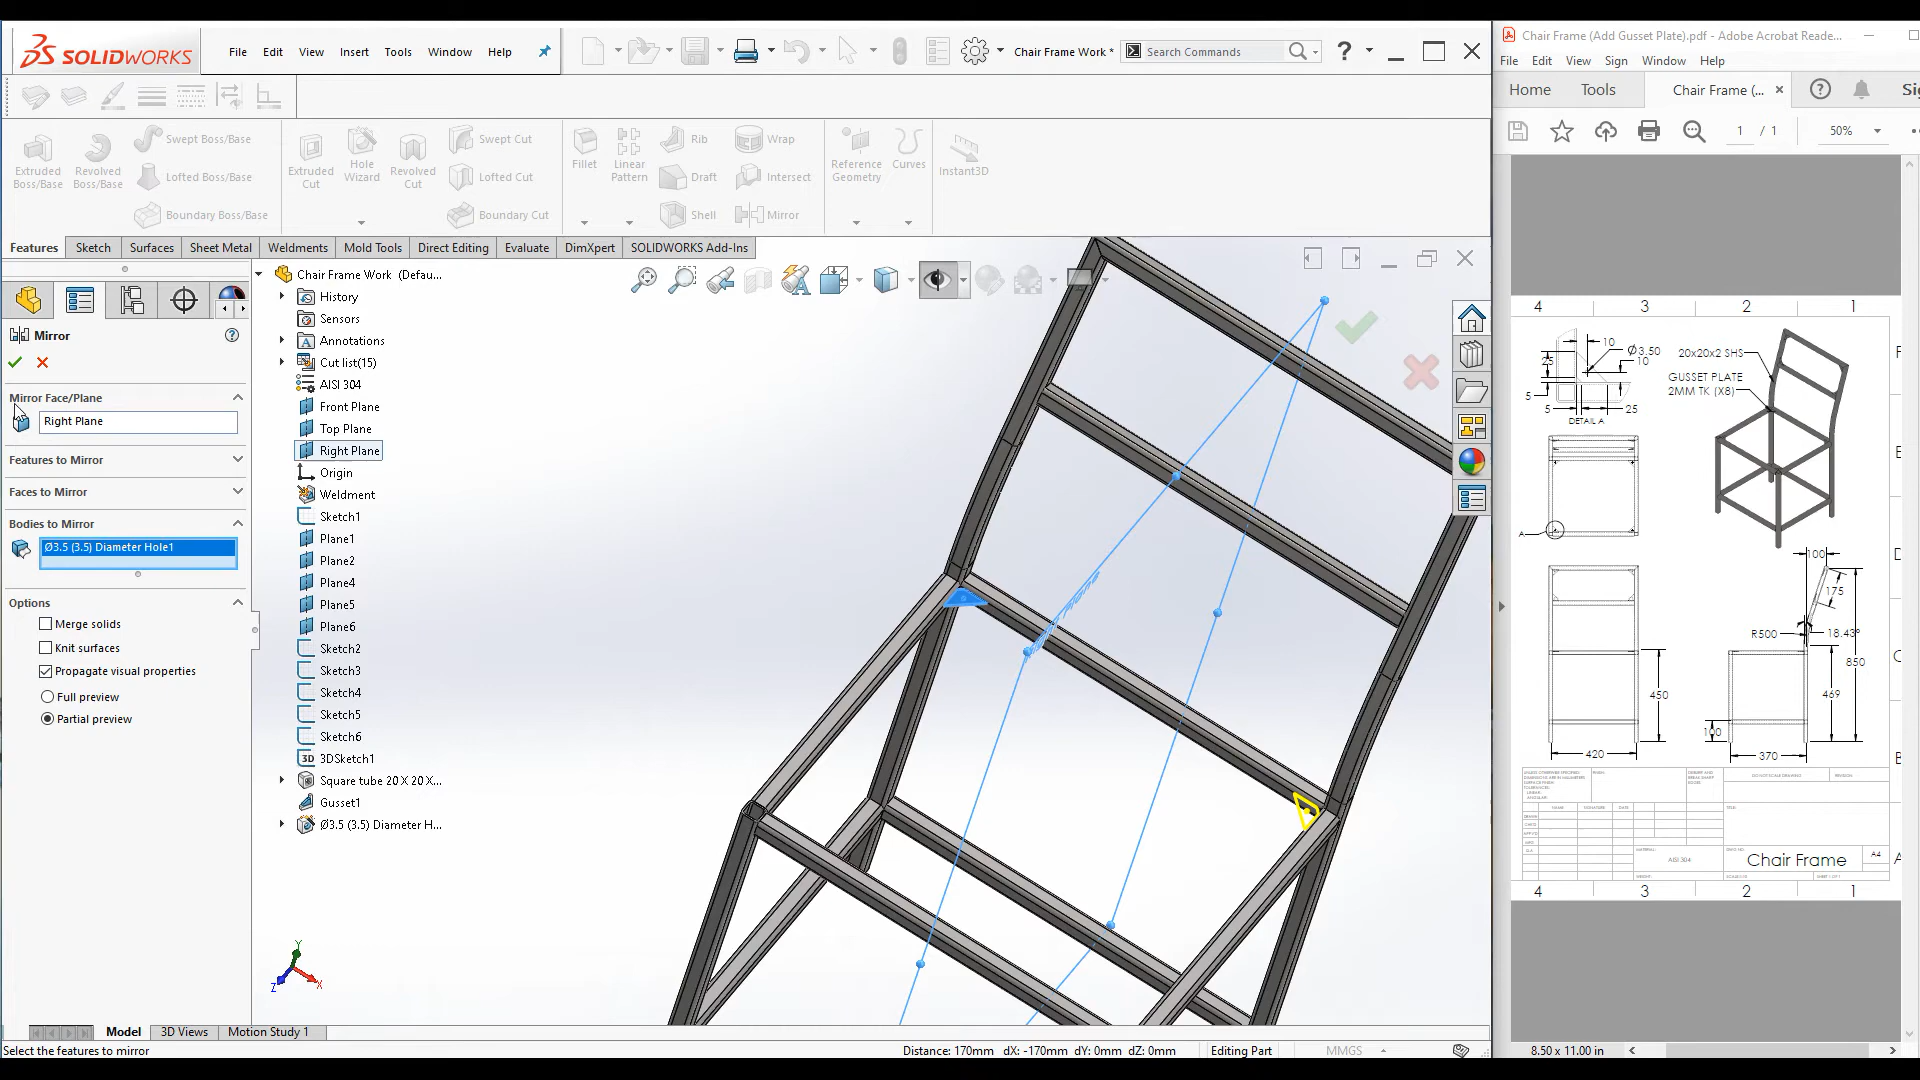 SOLIDWORKS
File Edit View Insert Tools Window Help
Chair Frame Work *
Search Commands
Extruded Boss/Base
Revolved Boss/Base
Swept Boss/Base
Lofted Boss/Base
Boundary Boss/Base
Extruded Cut
Hole Wizard
Revolved Cut
Swept Cut
Lofted Cut
Boundary Cut
Fillet
Linear Pattern
Rib
Draft
Shell
Wrap
Intersect
Mirror
Reference Geometry
Curves
Instant3D
Features Sketch Surfaces Sheet Metal Weldments Mold Tools Direct Editing Evaluate DimXpert SOLIDWORKS Add-Ins
Mirror
Mirror Face/Plane
Right Plane
Features to Mirror
Faces to Mirror
Bodies to Mirror
Ø3.5 (3.5) Diameter Hole1
Options
Merge solids
Knit surfaces
Propagate visual properties
Full preview
Partial preview
Chair Frame Work (Defau...
History
Sensors
Annotations
Cut list(15)
AISI 304
Front Plane
Top Plane
Right Plane
Origin
Weldment
Sketch1
Plane1
Plane2
Plane4
Plane5
Plane6
Sketch2
Sketch3
Sketch4
Sketch5
Sketch6
3D 3DSketch1
Square tube 20 X 20 X...
Gusset1
Ø3.5 (3.5) Diameter H...
Y
X
Z
Model 3D Views Motion Study 1
Select the features to mirror
Distance: 170mm dX: -170mm dY: 0mm dZ: 0mm
Editing Part
MMGS
Chair Frame (Add Gusset Plate).pdf - Adobe Acrobat Reade...
File Edit View Sign Window Help
Home Tools Chair Frame (... ×
1 / 1
50%
4 3 2 1
10
Ø3.50
10
25
5
5
25
DETAIL A
20x20x2 SHS
GUSSET PLATE
2MM TK (X8)
A
100
175
R500
18.43°
850
450
469
100
420
370
AISI 304
Chair Frame
A4
4 3 2 1
8.50 x 11.00 in